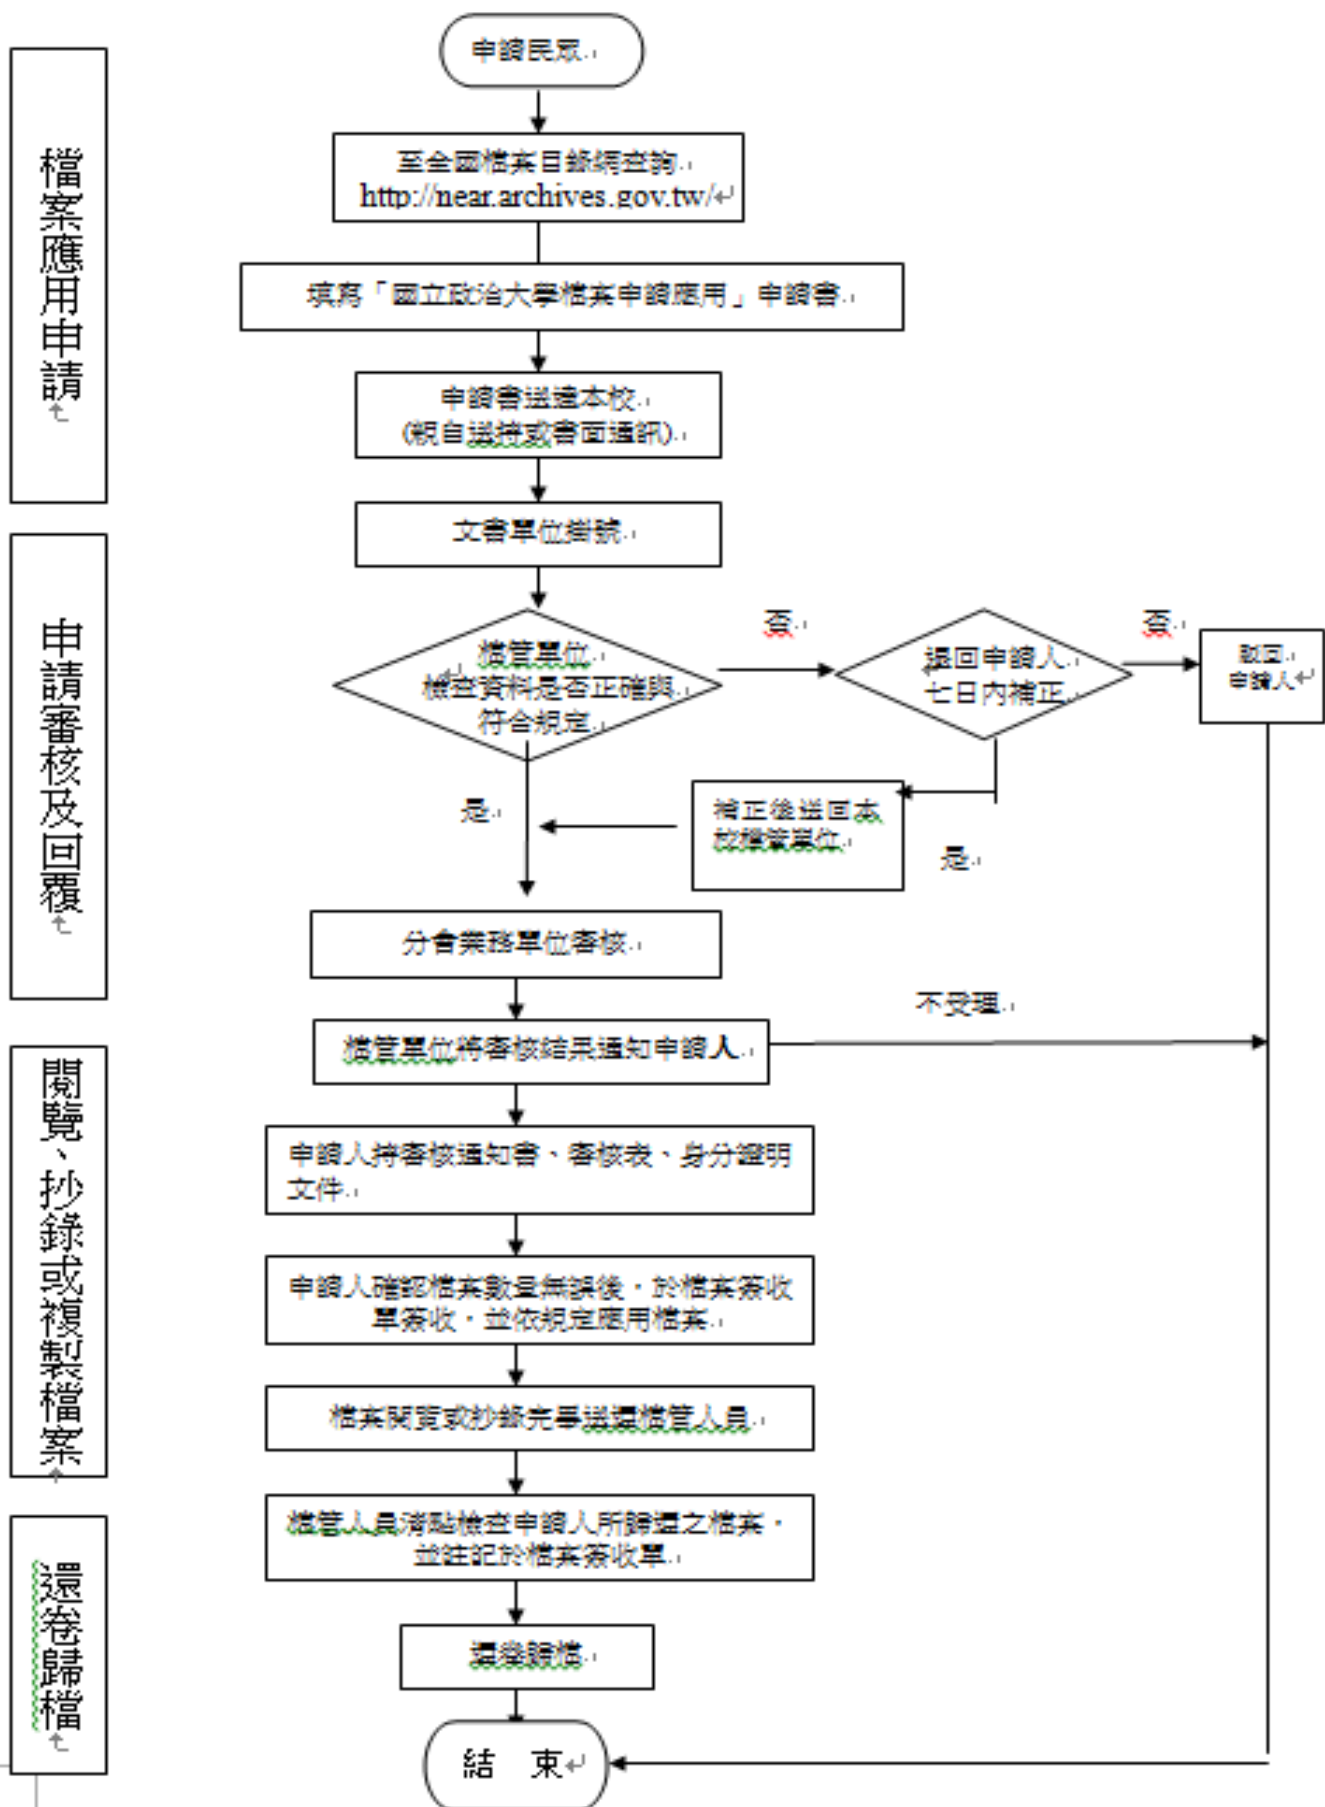 檔案應用申請
申請民眾
至全國檔案目錄網查詢
http://near.archives.gov.tw/
填寫「國立政治大學檔案申請應用」申請書
申請書送達本校
(親自送持或書面通訊)
文書單位掛號
申請審核及回覆
檔管單位
檢查資料是否正確與
符合規定
否
退回申請人
七日內補正
否
駁回
申請人
是
補正後送回本
校檔管單位
是
分會業務單位審核
檔管單位將審核結果通知申請人
不受理
閱覽、抄錄或複製檔案
申請人持審核通知書、審核表、身分證明
文件
申請人確認檔案數量無誤後，於檔案簽收
單簽收，並依規定應用檔案
檔案閱覽或抄錄完畢送還檔管人員
檔管人員清點檢查申請人所歸還之檔案，
並註記於檔案簽收單
還卷歸檔
還卷歸檔
結 束